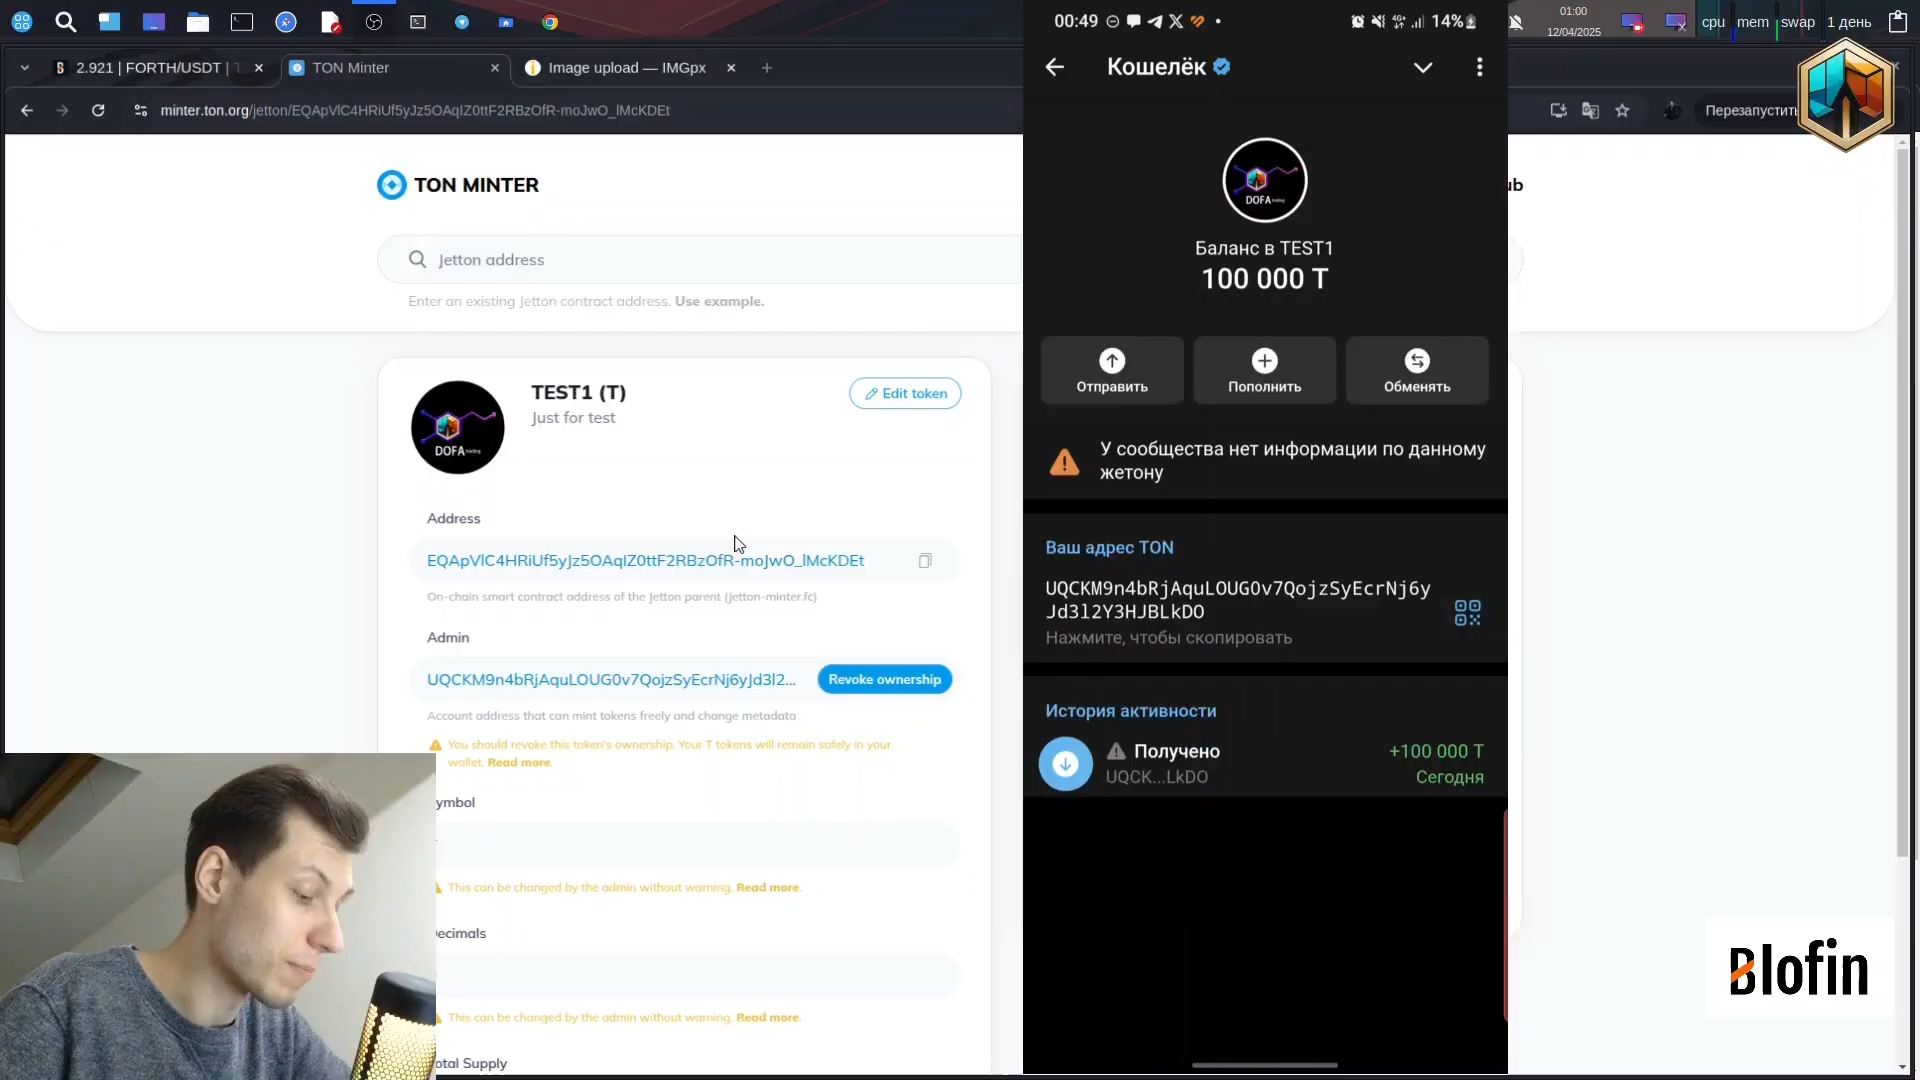 cpu
mem
swap
01:00
12/04/2025
1 день
2.921 | FORTH/USDT |
TON Minter
Image upload — IMGpx
minter.ton.org/jetton/EQApVlC4HRiUf5yJz5OAqIZ0ttF2RBzOfR-moJwO_lMcKDEt
Перезапустить
TON MINTER
Jetton address
Enter an existing Jetton contract address. Use example.
TEST1 (T)
Just for test
Edit token
DOFA trading
Address
EQApVlC4HRiUf5yJz5OAqIZ0ttF2RBzOfR-moJwO_lMcKDEt
On-chain smart contract address of the Jetton parent (jetton-minter.fc)
Admin
UQCKM9n4bRjAquLOUG0v7QojzSyEcrNj6yJd3l2...
Revoke ownership
Account address that can mint tokens freely and change metadata
You should revoke this token's ownership. Your T tokens will remain safely in your
wallet. Read more.
ymbol
This can be changed by the admin without warning. Read more.
ecimals
This can be changed by the admin without warning. Read more.
otal Supply
00:49
4G+
14%
Кошелёк
DOFA trading
Баланс в TEST1
100 000 T
Отправить
Пополнить
Обменять
У сообщества нет информации по данному
жетону
Ваш адрес TON
UQCKM9n4bRjAquLOUG0v7QojzSyEcrNj6y
Jd3l2Y3HJBLkDO
Нажмите, чтобы скопировать
История активности
Получено
+100 000 T
UQCK...LkDO
Сегодня
ub
Blofin